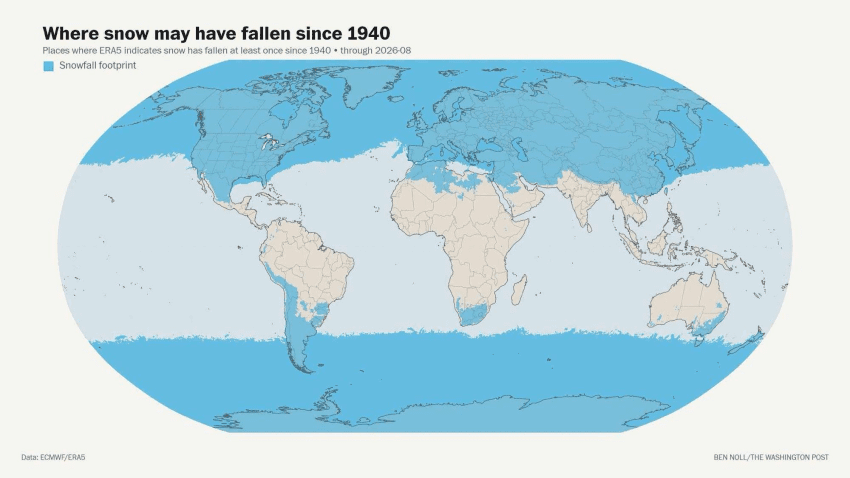 Where snow may have fallen since 1940
Places where ERA5 indicates snow has fallen at least once since 1940 • through 2026-08
Snowfall footprint
Data: ECMWF/ERA5
BEN NOLL/THE WASHINGTON POST